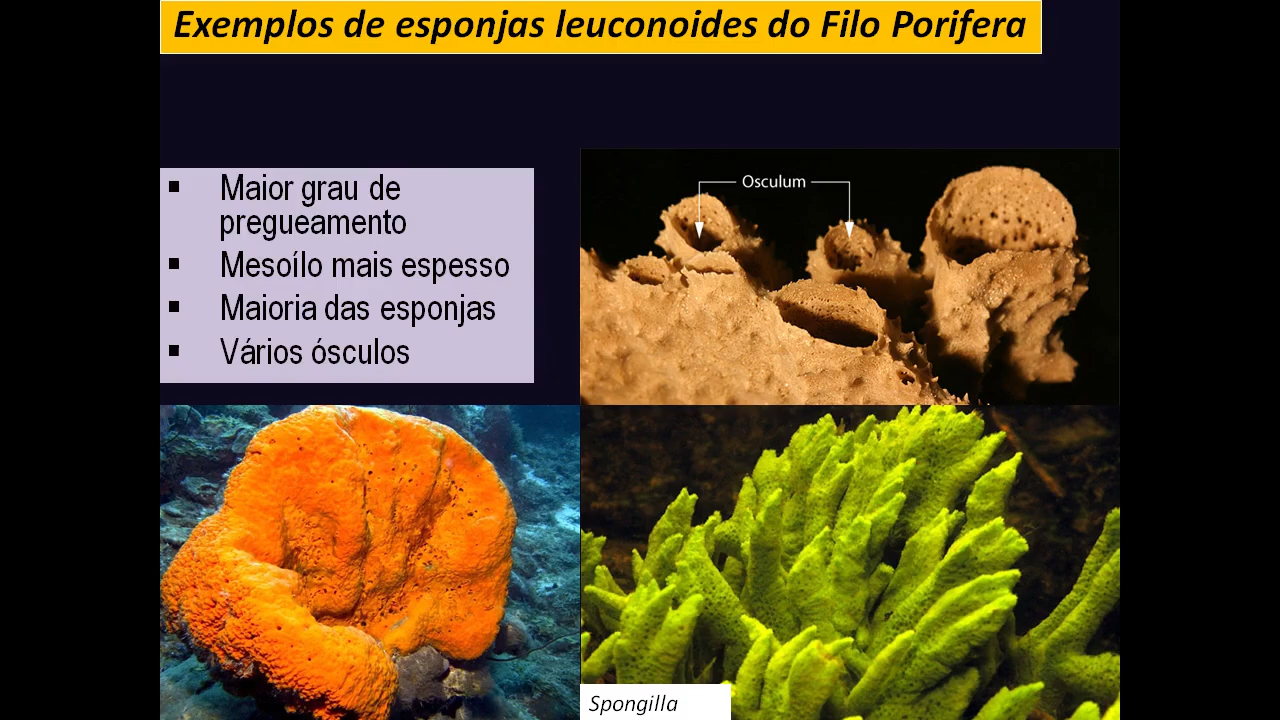 Exemplos de esponjas leuconoides do Filo Porifera
▪ Maior grau de
pregueamento
▪ Mesoílo mais espesso
▪ Maioria das esponjas
▪ Vários ósculos
Osculum
Spongilla